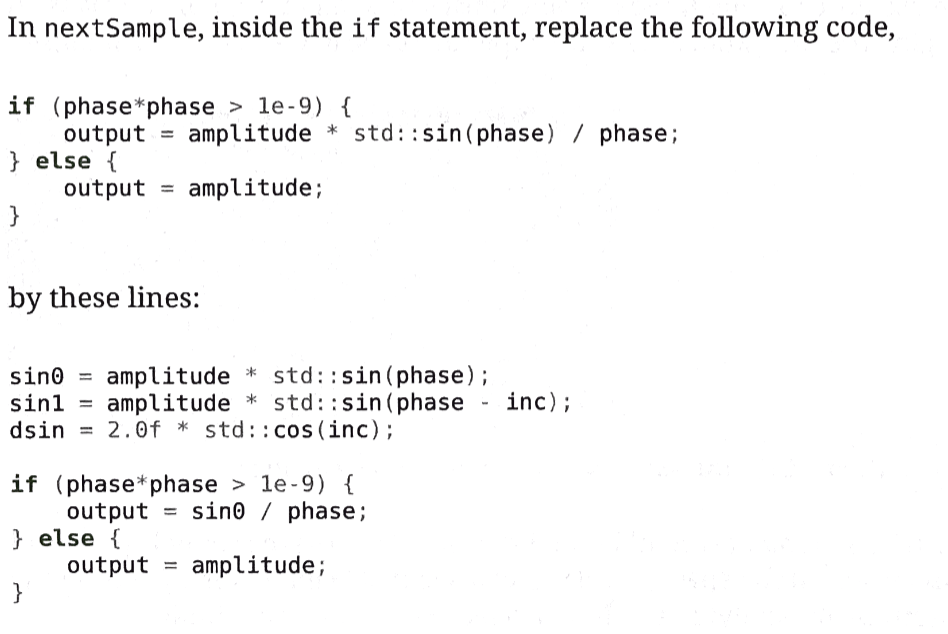 In nextSample, inside the if statement, replace the following code,
if (phase*phase > 1e-9) {
    output = amplitude * std::sin(phase) / phase;
} else {
    output = amplitude;
}
by these lines:
sin0 = amplitude * std::sin(phase);
sin1 = amplitude * std::sin(phase - inc);
dsin = 2.0f * std::cos(inc);
if (phase*phase > 1e-9) {
    output = sin0 / phase;
} else {
    output = amplitude;
}